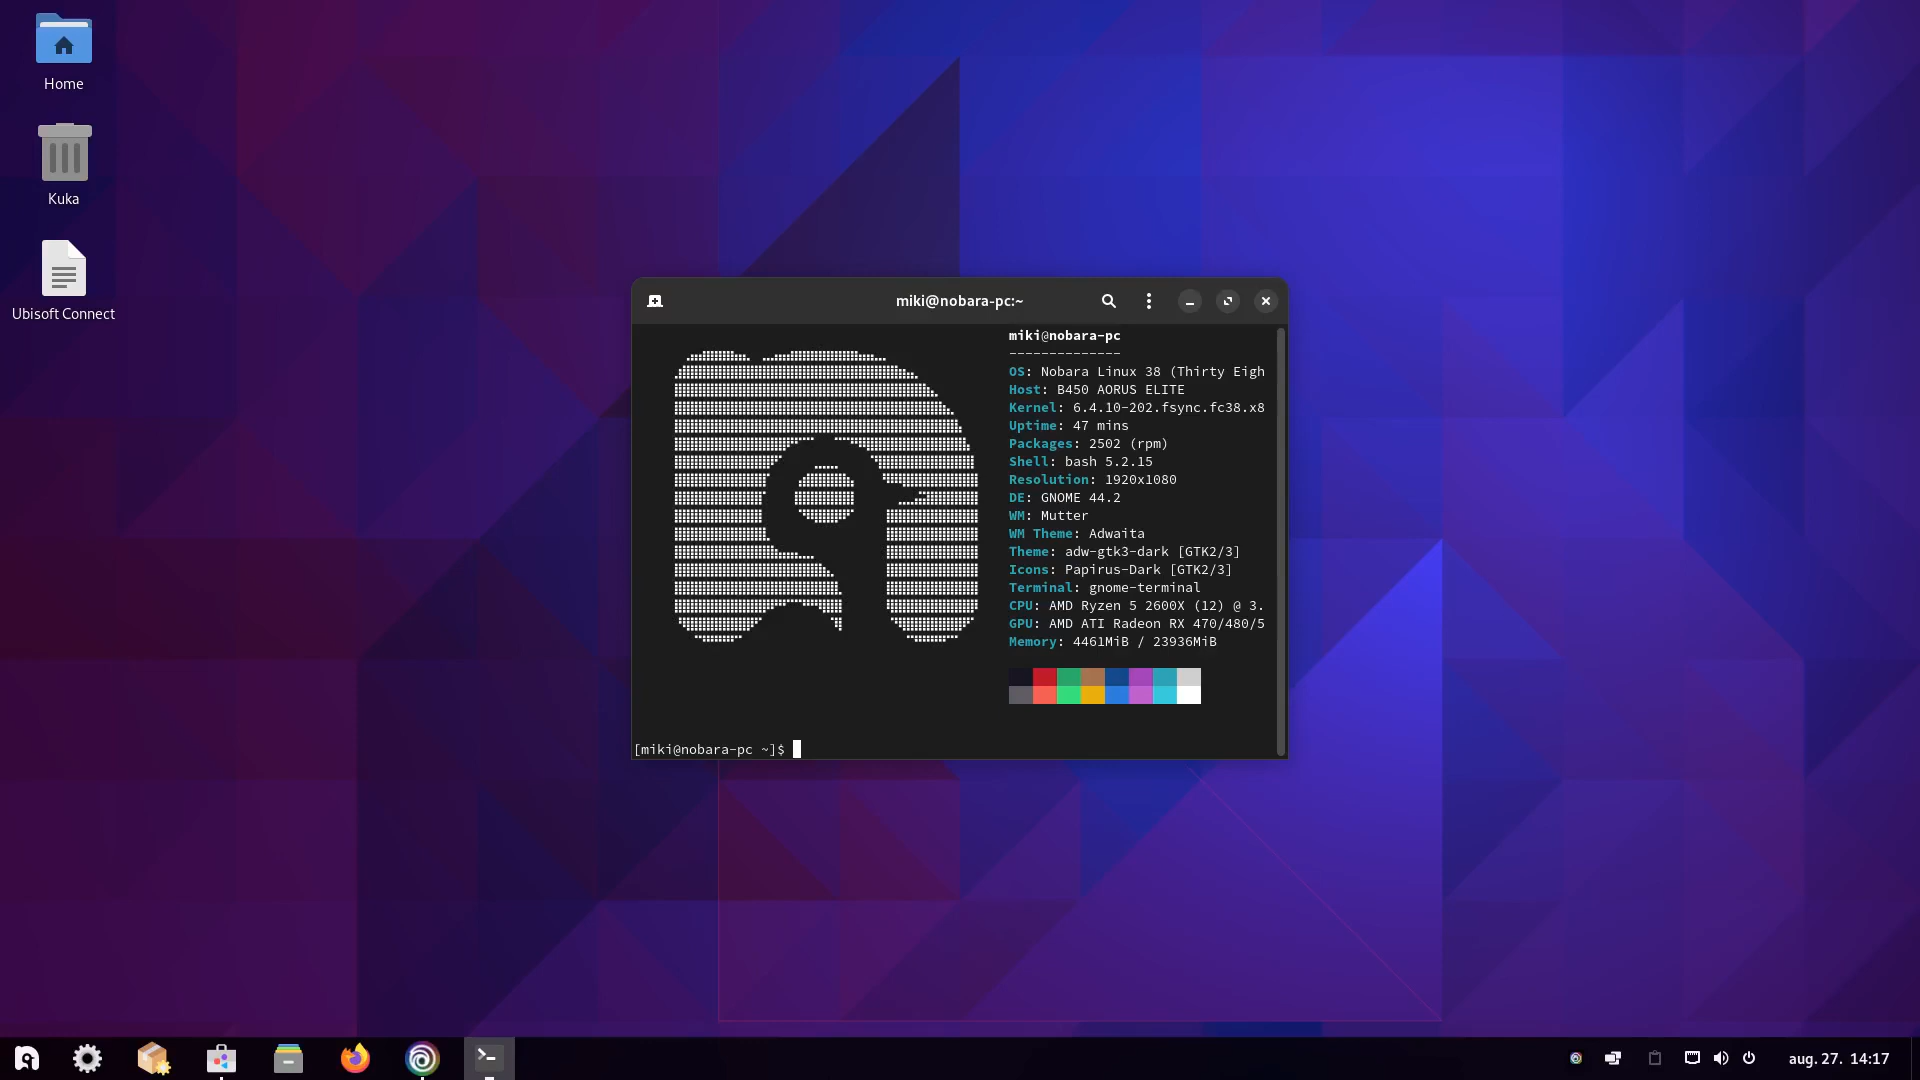 Home
Kuka
Ubisoft Connect
miki@nobara-pc:~
miki@nobara-pc
--------------
OS: Nobara Linux 38 (Thirty Eigh
Host: B450 AORUS ELITE
Kernel: 6.4.10-202.fsync.fc38.x8
Uptime: 47 mins
Packages: 2502 (rpm)
Shell: bash 5.2.15
Resolution: 1920x1080
DE: GNOME 44.2
WM: Mutter
WM Theme: Adwaita
Theme: adw-gtk3-dark [GTK2/3]
Icons: Papirus-Dark [GTK2/3]
Terminal: gnome-terminal
CPU: AMD Ryzen 5 2600X (12) @ 3.
GPU: AMD ATI Radeon RX 470/480/5
Memory: 4461MiB / 23936MiB
[miki@nobara-pc ~]$
aug. 27. 14:17